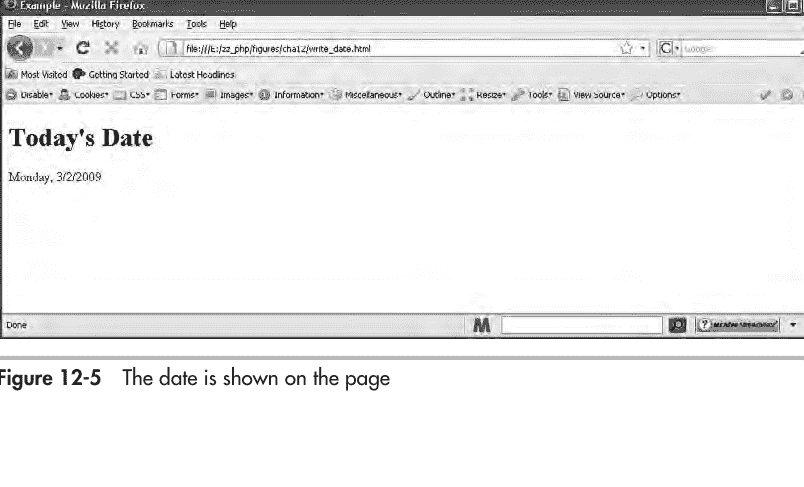 Example - Mozilla Firefox
File Edit View History Bookmarks Tools Help
file:///E:/zz_php/figures/cha12/write_date.html Google
Most Visited Getting Started Latest Headlines
Disable Cookies CSS Forms Images Information Miscellaneous Outline Resize Tools View Source Options
Today's Date
Monday, 3/2/2009
Done
Figure 12-5 The date is shown on the page